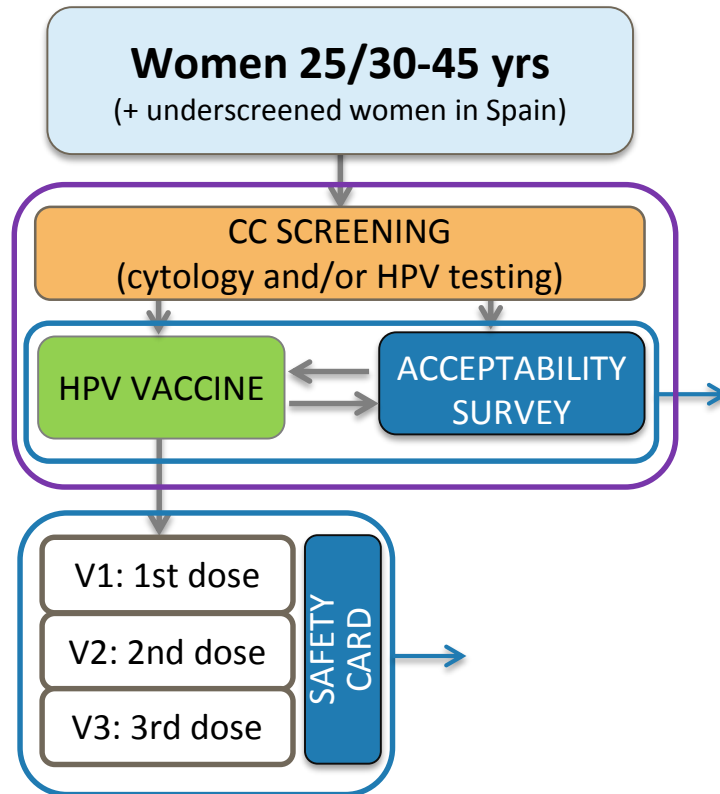 Women 25/30-45 yrs
(+ underscreened women in Spain)
CC SCREENING
(cytology and/or HPV testing)
HPV VACCINE
ACCEPTABILITY
SURVEY
V1: 1st dose
V2: 2nd dose
V3: 3rd dose
SAFETY
CARD